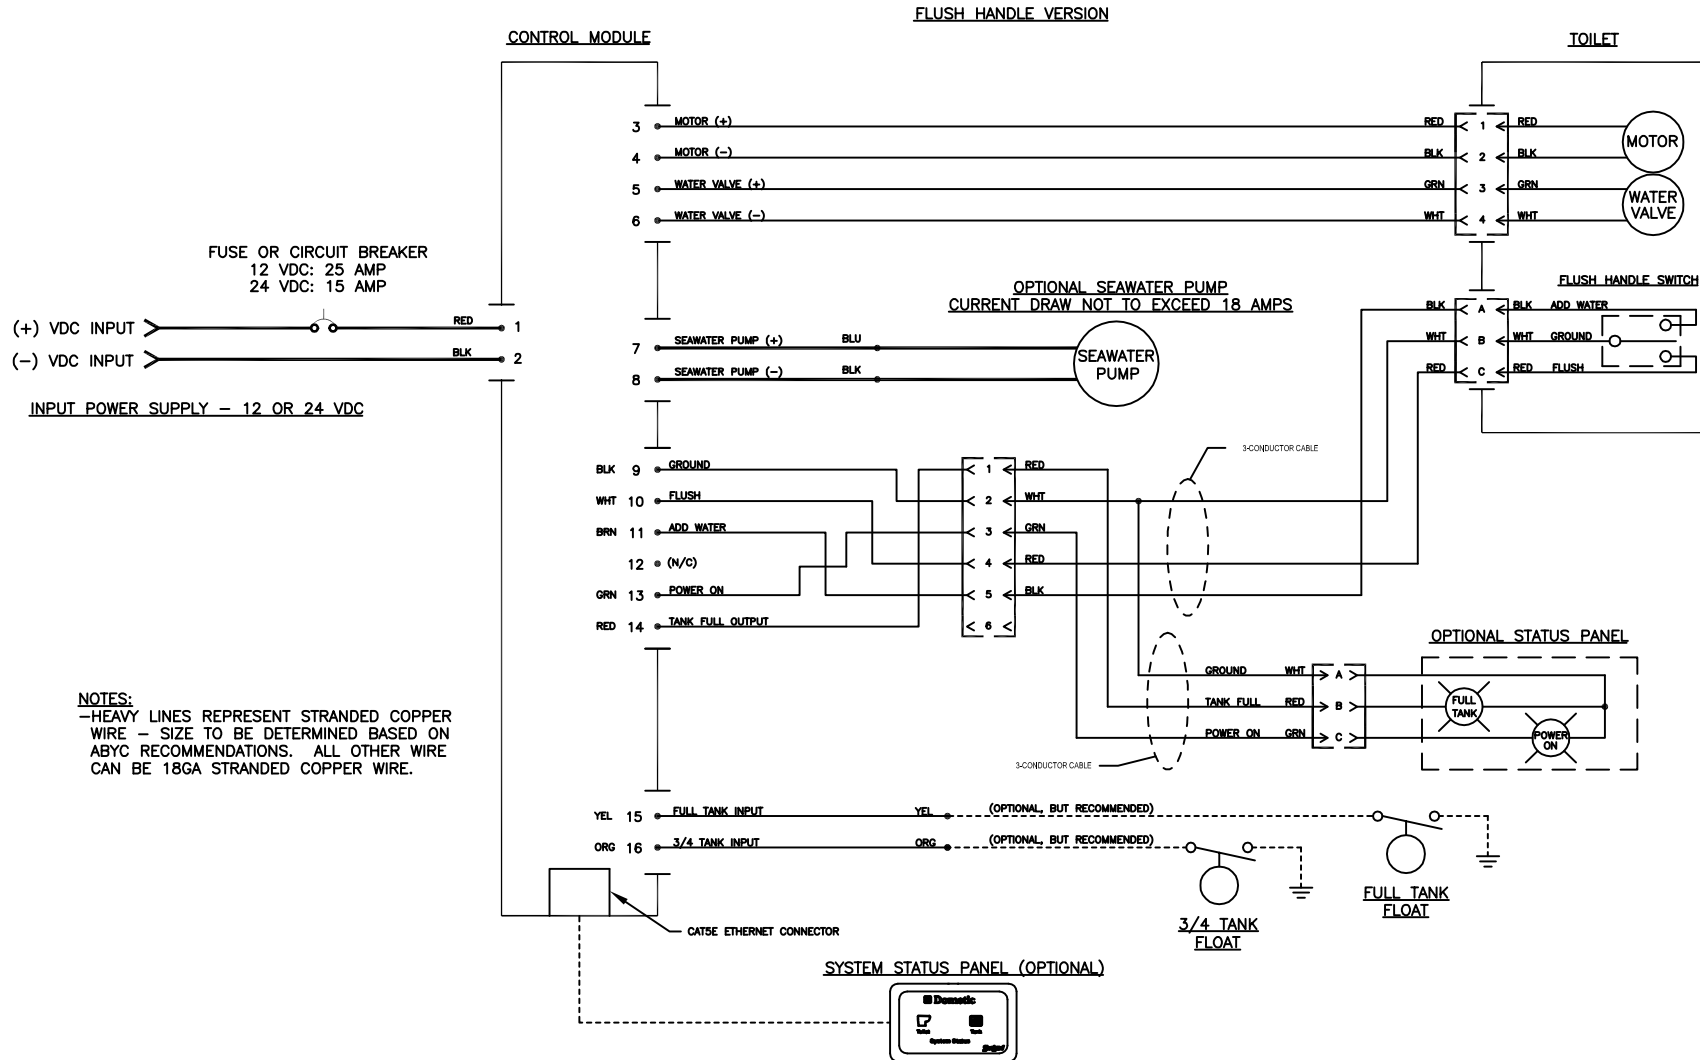 FLUSH HANDLE VERSION
CONTROL MODULE
TOILET
3 MOTOR (+) RED 1 RED
MOTOR
4 MOTOR (-) BLK 2 BLK
5 WATER VALVE (+) GRN 3 GRN
WATER
VALVE
6 WATER VALVE (-) WHT 4 WHT
FUSE OR CIRCUIT BREAKER
12 VDC: 25 AMP
24 VDC: 15 AMP
(+) VDC INPUT RED 1
(-) VDC INPUT BLK 2
INPUT POWER SUPPLY - 12 OR 24 VDC
OPTIONAL SEAWATER PUMP
CURRENT DRAW NOT TO EXCEED 18 AMPS
7 SEAWATER PUMP (+) BLU
8 SEAWATER PUMP (-) BLK
SEAWATER
PUMP
FLUSH HANDLE SWITCH
BLK A BLK ADD WATER
WHT B WHT GROUND
RED C RED FLUSH
3-CONDUCTOR CABLE
BLK 9 GROUND 1 RED
WHT 10 FLUSH 2 WHT
BRN 11 ADD WATER 3 GRN
12 (N/C) 4 RED
GRN 13 POWER ON 5 BLK
RED 14 TANK FULL OUTPUT 6
OPTIONAL STATUS PANEL
GROUND WHT A
TANK FULL RED B
FULL
TANK
POWER ON GRN C
POWER
ON
3-CONDUCTOR CABLE
NOTES:
-HEAVY LINES REPRESENT STRANDED COPPER
WIRE - SIZE TO BE DETERMINED BASED ON
ABYC RECOMMENDATIONS. ALL OTHER WIRE
CAN BE 18GA STRANDED COPPER WIRE.
YEL 15 FULL TANK INPUT YEL (OPTIONAL, BUT RECOMMENDED)
ORG 16 3/4 TANK INPUT ORG (OPTIONAL, BUT RECOMMENDED)
FULL TANK
FLOAT
3/4 TANK
FLOAT
CAT5E ETHERNET CONNECTOR
SYSTEM STATUS PANEL (OPTIONAL)
Dometic
Toilet Tank
System Status